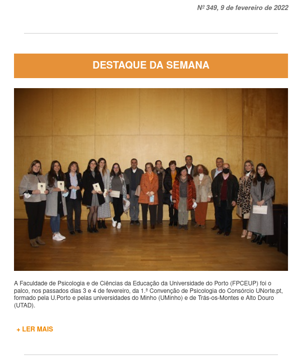 Nº 349, 9 de fevereiro de 2022
DESTAQUE DA SEMANA
A Faculdade de Psicologia e de Ciências da Educação da Universidade do Porto (FPCEUP) foi o
palco, nos passados dias 3 e 4 de fevereiro, da 1.ª Convenção de Psicologia do Consórcio UNorte.pt,
formado pela U.Porto e pelas universidades do Minho (UMinho) e de Trás-os-Montes e Alto Douro
(UTAD).
+ LER MAIS